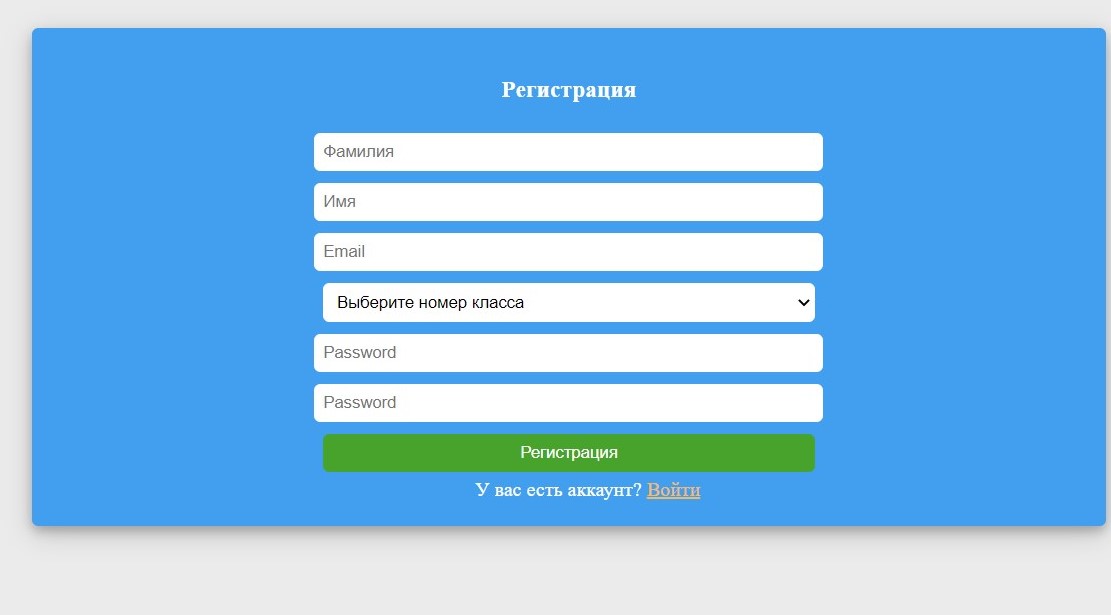 Регистрация
Фамилия
Имя
Email
Выберите номер класса
Password
Password
Регистрация
У вас есть аккаунт? Войти